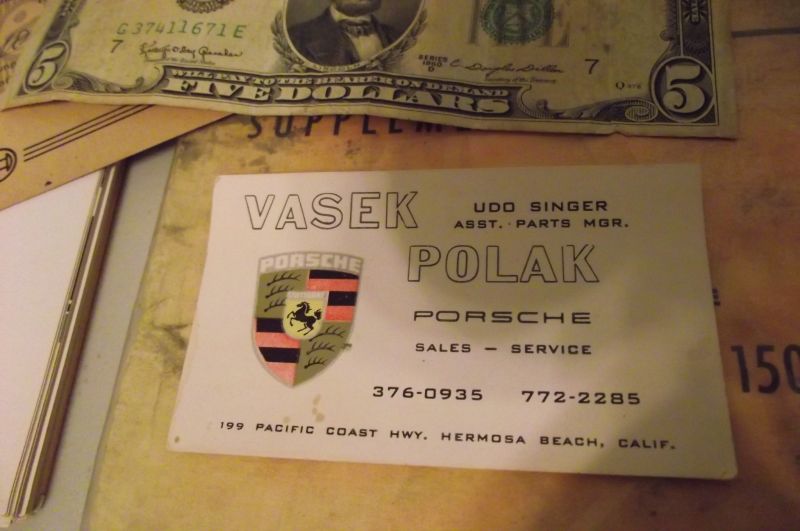 G37411671E
7
SERIES
1950
D
7
5
WILL PAY TO THE BEARER ON DEMAND
FIVE DOLLARS
5
SUPPLEM
VASEK
UDO SINGER
ASST. PARTS MGR.
POLAK
PORSCHE
PORSCHE
SALES — SERVICE
376-0935 772-2285
199 PACIFIC COAST HWY. HERMOSA BEACH, CALIF.
150